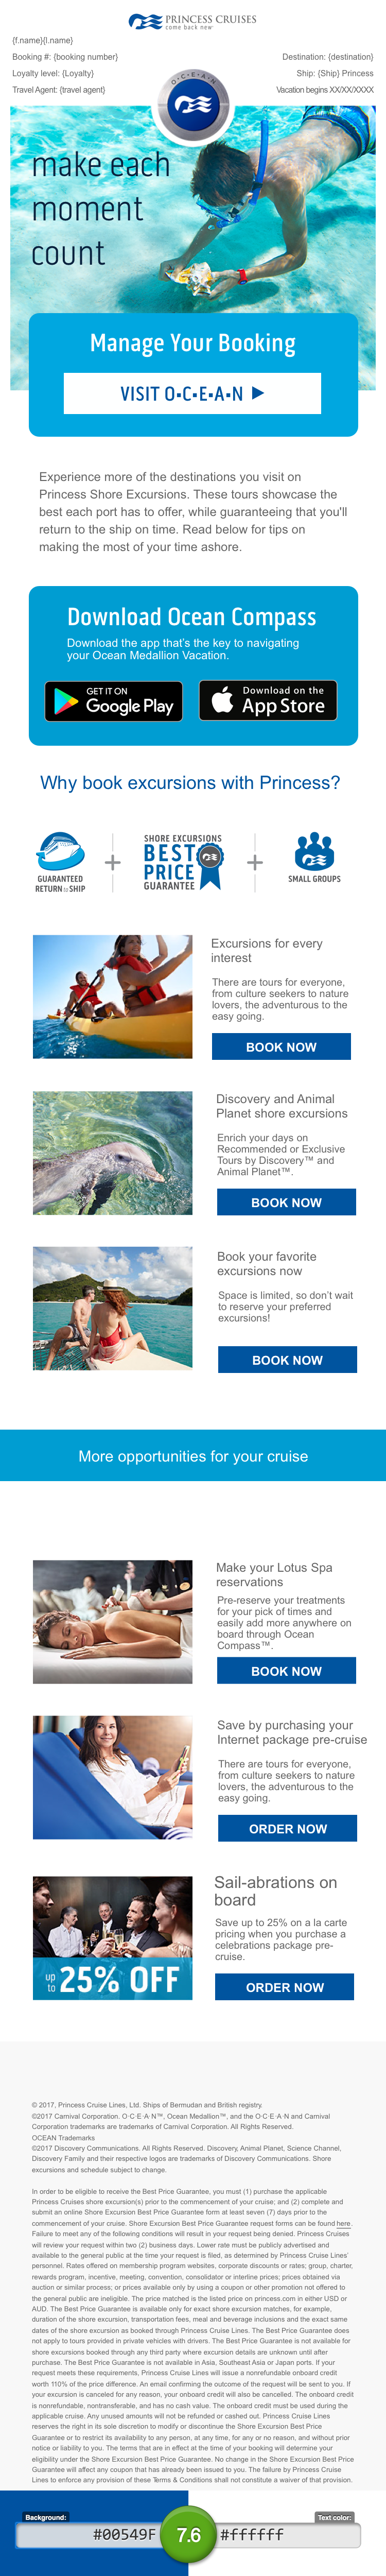 PRINCESS CRUISES
come back new™
{f.name}{l.name}
Booking #: {booking number}
Destination: {destination}
Loyalty level: {Loyalty}
Ship: {Ship} Princess
Travel Agent: {travel agent}
Vacation begins XX/XX/XXXX
O·C·E·A·N
make each
moment
count
Manage Your Booking
VISIT O•C•E•A•N ▶
Experience more of the destinations you visit on
Princess Shore Excursions. These tours showcase the
best each port has to offer, while guaranteeing that you'll
return to the ship on time. Read below for tips on
making the most of your time ashore.
Download Ocean Compass
Download the app that's the key to navigating
your Ocean Medallion Vacation.
GET IT ON
Google Play
Download on the
App Store
Why book excursions with Princess?
GUARANTEED
RETURN TO SHIP
+
SHORE EXCURSIONS
BEST
PRICE
GUARANTEE
+
SMALL GROUPS
Excursions for every
interest
There are tours for everyone,
from culture seekers to nature
lovers, the adventurous to the
easy going.
BOOK NOW
Discovery and Animal
Planet shore excursions
Enrich your days on
Recommended or Exclusive
Tours by Discovery™ and
Animal Planet™.
BOOK NOW
Book your favorite
excursions now
Space is limited, so don't wait
to reserve your preferred
excursions!
BOOK NOW
More opportunities for your cruise
Make your Lotus Spa
reservations
Pre-reserve your treatments
for your pick of times and
easily add more anywhere on
board through Ocean
Compass™.
BOOK NOW
Save by purchasing your
Internet package pre-cruise
There are tours for everyone,
from culture seekers to nature
lovers, the adventurous to the
easy going.
ORDER NOW
up to 25% OFF
Sail-abrations on
board
Save up to 25% on a la carte
pricing when you purchase a
celebrations package pre-
cruise.
ORDER NOW
© 2017, Princess Cruise Lines, Ltd. Ships of Bermudan and British registry.
©2017 Carnival Corporation. O·C·E·A·N™, Ocean Medallion™, and the O·C·E·A·N and Carnival
Corporation trademarks are trademarks of Carnival Corporation. All Rights Reserved.
OCEAN Trademarks
©2017 Discovery Communications. All Rights Reserved. Discovery, Animal Planet, Science Channel,
Discovery Family and their respective logos are trademarks of Discovery Communications. Shore
excursions and schedule subject to change.
In order to be eligible to receive the Best Price Guarantee, you must (1) purchase the applicable
Princess Cruises shore excursion(s) prior to the commencement of your cruise; and (2) complete and
submit an online Shore Excursion Best Price Guarantee form at least seven (7) days prior to the
commencement of your cruise. Shore Excursion Best Price Guarantee request forms can be found here.
Failure to meet any of the following conditions will result in your request being denied. Princess Cruises
will review your request within two (2) business days. Lower rate must be publicly advertised and
available to the general public at the time your request is filed, as determined by Princess Cruise Lines'
personnel. Rates offered on membership program websites, corporate discounts or rates; group, charter,
rewards program, incentive, meeting, convention, consolidator or interline prices; prices obtained via
auction or similar process; or prices available only by using a coupon or other promotion not offered to
the general public are ineligible. The price matched is the listed price on princess.com in either USD or
AUD. The Best Price Guarantee is available only for exact shore excursion matches, for example,
duration of the shore excursion, transportation fees, meal and beverage inclusions and the exact same
dates of the shore excursion as booked through Princess Cruise Lines. The Best Price Guarantee does
not apply to tours provided in private vehicles with drivers. The Best Price Guarantee is not available for
shore excursions booked through any third party where excursion details are unknown until after
purchase. The Best Price Guarantee is not available in Asia, Southeast Asia or Japan ports. If your
request meets these requirements, Princess Cruise Lines will issue a nonrefundable onboard credit
worth 110% of the price difference. An email confirming the outcome of the request will be sent to you. If
your excursion is canceled for any reason, your onboard credit will also be cancelled. The onboard credit
is nonrefundable, nontransferable, and has no cash value. The onboard credit must be used during the
applicable cruise. Any unused amounts will not be refunded or cashed out. Princess Cruise Lines
reserves the right in its sole discretion to modify or discontinue the Shore Excursion Best Price
Guarantee or to restrict its availability to any person, at any time, for any or no reason, and without prior
notice or liability to you. The terms that are in effect at the time of your booking will determine your
eligibility under the Shore Excursion Best Price Guarantee. No change in the Shore Excursion Best Price
Guarantee will affect any coupon that has already been issued to you. The failure by Princess Cruise
Lines to enforce any provision of these Terms & Conditions shall not constitute a waiver of that provision.
Background:
Text color:
#00549F
7.6
#ffffff